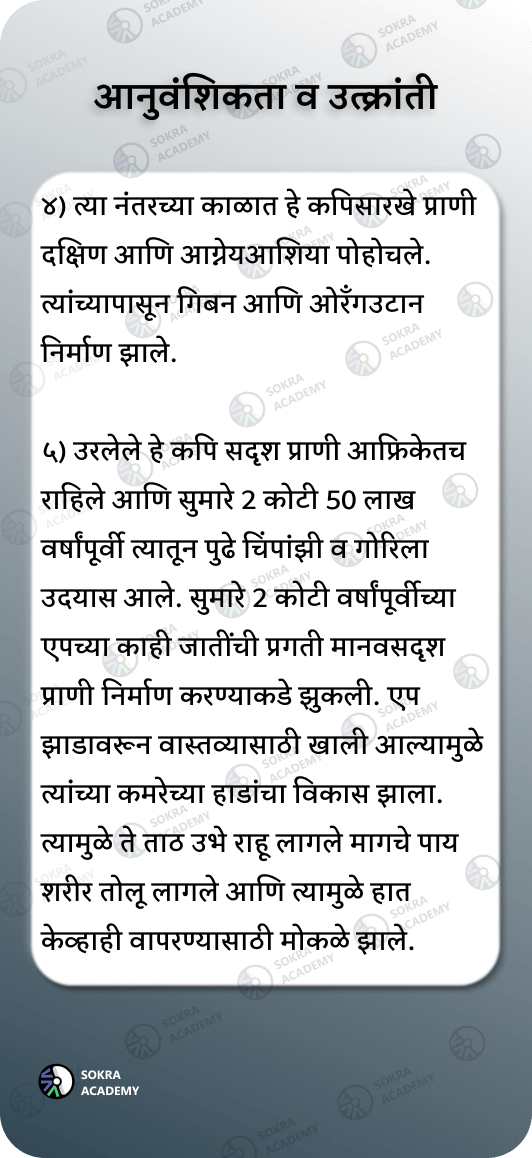 आनुवंशिकता व उत्क्रांती
४) त्या नंतरच्या काळात हे कपिसारखे प्राणी
दक्षिण आणि आग्नेयआशिया पोहोचले.
त्यांच्यापासून गिबन आणि ओरँगउटान
निर्माण झाले.
५) उरलेले हे कपि सदृश प्राणी आफ्रिकेतच
राहिले आणि सुमारे 2 कोटी 50 लाख
वर्षांपूर्वी त्यातून पुढे चिंपांझी व गोरिला
उदयास आले. सुमारे 2 कोटी वर्षांपूर्वीच्या
एपच्या काही जातींची प्रगती मानवसदृश
प्राणी निर्माण करण्याकडे झुकली. एप
झाडावरून वास्तव्यासाठी खाली आल्यामुळे
त्यांच्या कमरेच्या हाडांचा विकास झाला.
त्यामुळे ते ताठ उभे राहू लागले मागचे पाय
शरीर तोलू लागले आणि त्यामुळे हात
केव्हाही वापरण्यासाठी मोकळे झाले.
SOKRA
ACADEMY